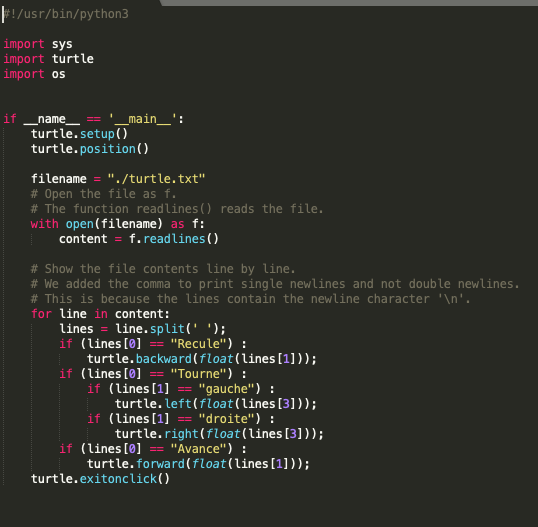 #!/usr/bin/python3
import sys
import turtle
import os
if __name__ == '__main__':
turtle.setup()
turtle.position()
filename = "./turtle.txt"
# Open the file as f.
# The function readlines() reads the file.
with open(filename) as f:
content = f.readlines()
# Show the file contents line by line.
# We added the comma to print single newlines and not double newlines.
# This is because the lines contain the newline character '\n'.
for line in content:
lines = line.split(' ');
if (lines[0] == "Recule") :
turtle.backward(float(lines[1]));
if (lines[0] == "Tourne") :
if (lines[1] == "gauche") :
turtle.left(float(lines[3]));
if (lines[1] == "droite") :
turtle.right(float(lines[3]));
if (lines[0] == "Avance") :
turtle.forward(float(lines[1]));
turtle.exitonclick()